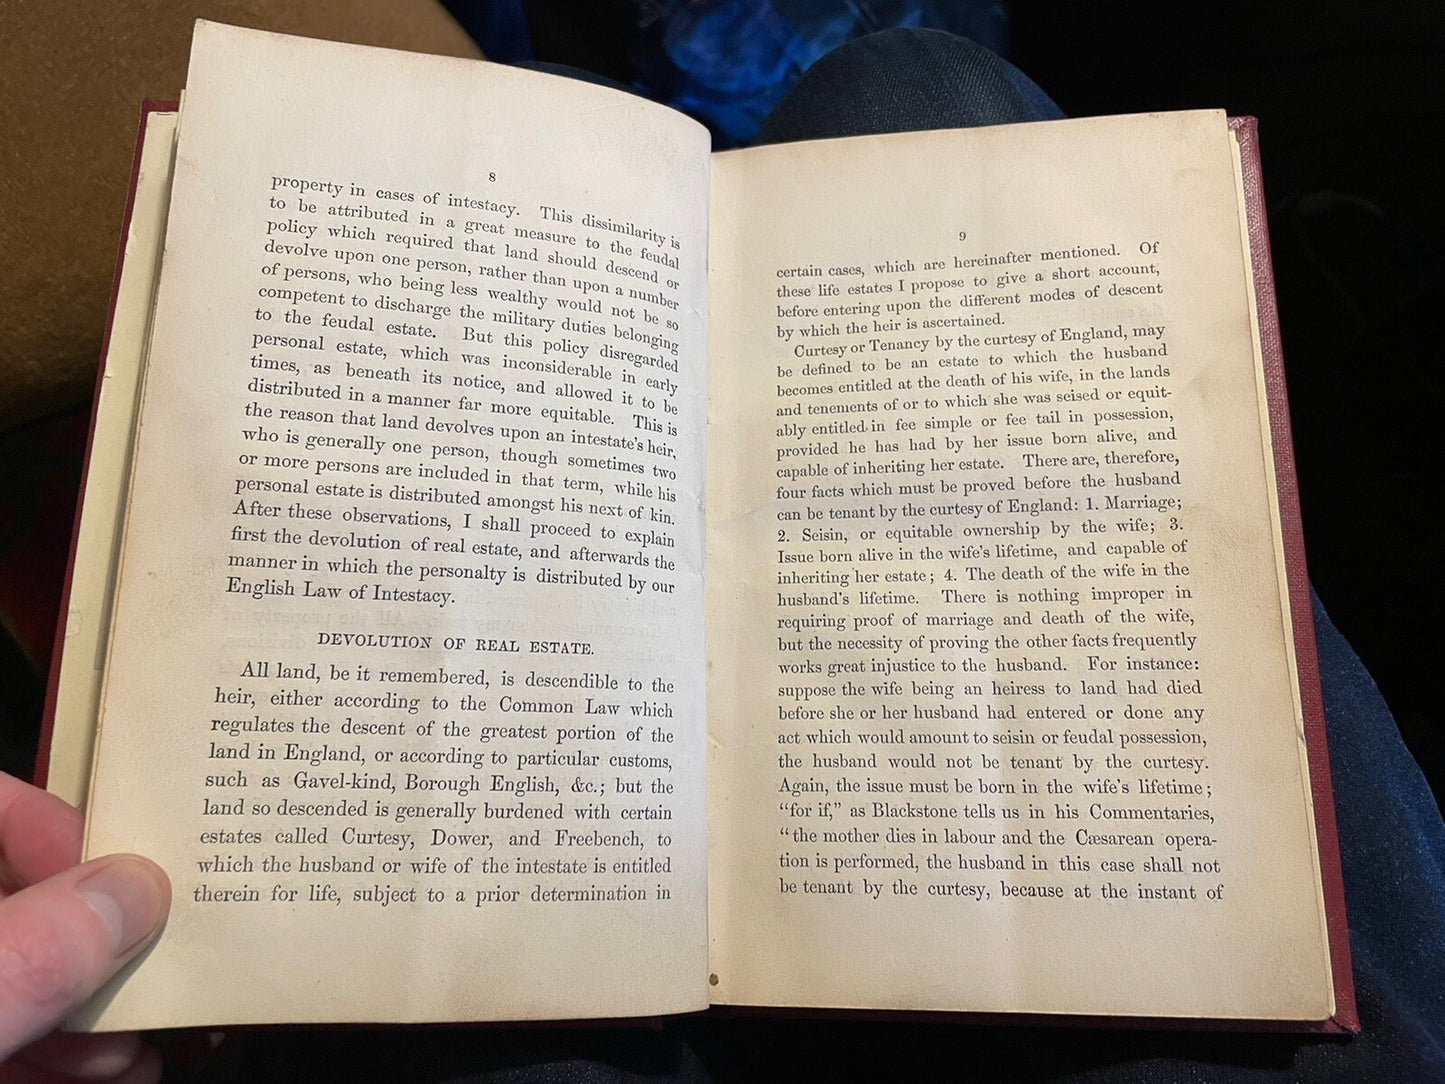 8
property in cases of intestacy. This dissimilarity is
to be attributed in a great measure to the feudal
policy which required that land should descend or
devolve upon one person, rather than upon a number
of persons, who being less wealthy would not be so
competent to discharge the military duties belonging
to the feudal estate. But this policy disregarded
personal estate, which was inconsiderable in early
times, as beneath its notice, and allowed it to be
distributed in a manner far more equitable. This is
the reason that land devolves upon an intestate's heir,
who is generally one person, though sometimes two
or more persons are included in that term, while his
personal estate is distributed amongst his next of kin.
After these observations, I shall proceed to explain
first the devolution of real estate, and afterwards the
manner in which the personalty is distributed by our
English Law of Intestacy.
DEVOLUTION OF REAL ESTATE.
All land, be it remembered, is descendible to the
heir, either according to the Common Law which
regulates the descent of the greatest portion of the
land in England, or according to particular customs,
such as Gavel-kind, Borough English, &c.; but the
land so descended is generally burdened with certain
estates called Curtesy, Dower, and Freebench, to
which the husband or wife of the intestate is entitled
therein for life, subject to a prior determination in
9
certain cases, which are hereinafter mentioned. Of
these life estates I propose to give a short account,
before entering upon the different modes of descent
by which the heir is ascertained.
Curtesy or Tenancy by the curtesy of England, may
be defined to be an estate to which the husband
becomes entitled at the death of his wife, in the lands
and tenements of or to which she was seised or equit-
ably entitled in fee simple or fee tail in possession,
provided he has had by her issue born alive, and
capable of inheriting her estate. There are, therefore,
four facts which must be proved before the husband
can be tenant by the curtesy of England: 1. Marriage;
2. Seisin, or equitable ownership by the wife; 3.
Issue born alive in the wife's lifetime, and capable of
inheriting her estate; 4. The death of the wife in the
husband's lifetime. There is nothing improper in
requiring proof of marriage and death of the wife,
but the necessity of proving the other facts frequently
works great injustice to the husband. For instance:
suppose the wife being an heiress to land had died
before she or her husband had entered or done any
act which would amount to seisin or feudal possession,
the husband would not be tenant by the curtesy.
Again, the issue must be born in the wife's lifetime;
"for if," as Blackstone tells us in his Commentaries,
"the mother dies in labour and the Cæsarean opera-
tion is performed, the husband in this case shall not
be tenant by the curtesy, because at the instant of